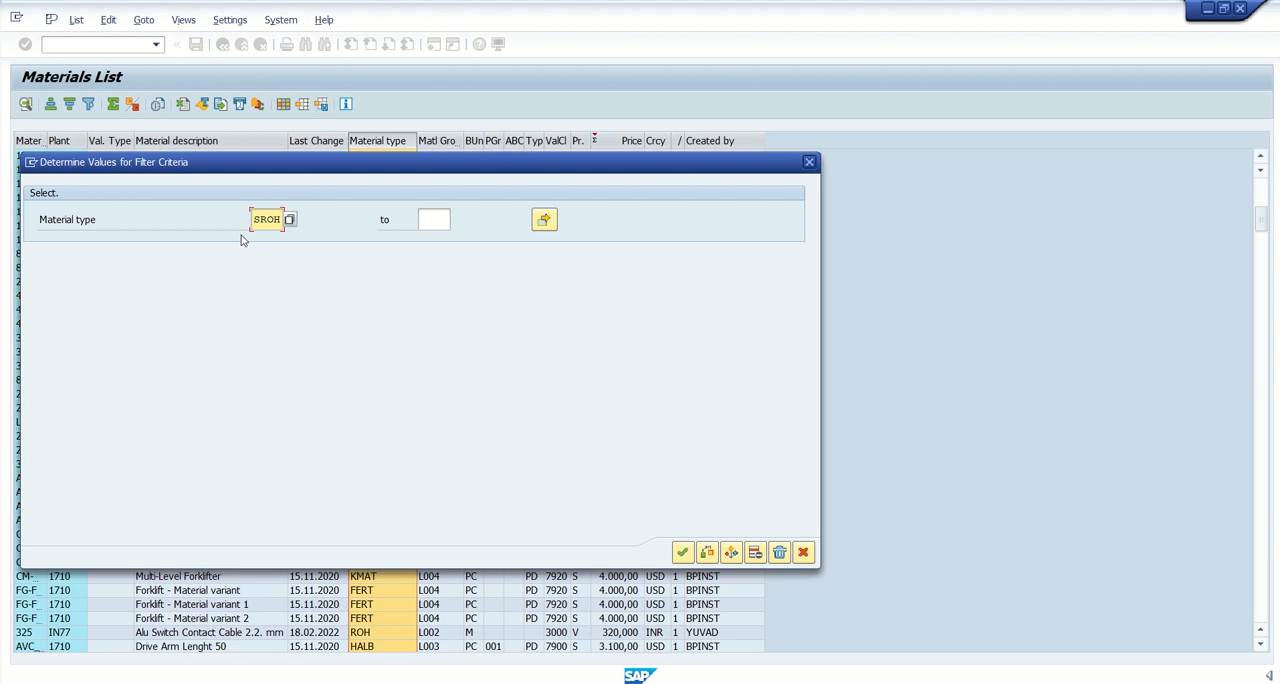 List Edit Goto Views Settings System Help
Materials List
Mater Plant Val. Type Material description Last Change Material type Matl Gro BUn PGr ABC Typ ValCl Pr. Σ Price Crcy / Created by
Determine Values for Filter Criteria
Select.
Material type SROH to
CM- 1710 Multi-Level Forklifter 15.11.2020 KMAT L004 PC PD 7920 S 4.000,00 USD 1 BPINST
FG-F 1710 Forklift - Material variant 15.11.2020 FERT L004 PC PD 7920 S 4.000,00 USD 1 BPINST
FG-F 1710 Forklift - Material variant 1 15.11.2020 FERT L004 PC PD 7920 S 4.000,00 USD 1 BPINST
FG-F 1710 Forklift - Material variant 2 15.11.2020 FERT L004 PC PD 7920 S 4.000,00 USD 1 BPINST
325 IN77 Alu Switch Contact Cable 2.2. mm 18.02.2022 ROH L002 M 3000 V 320,000 INR 1 YUVAD
AVC_ 1710 Drive Arm Lenght 50 15.11.2020 HALB L003 PC 001 PD 7900 S 3.100,00 USD 1 BPINST
SAP